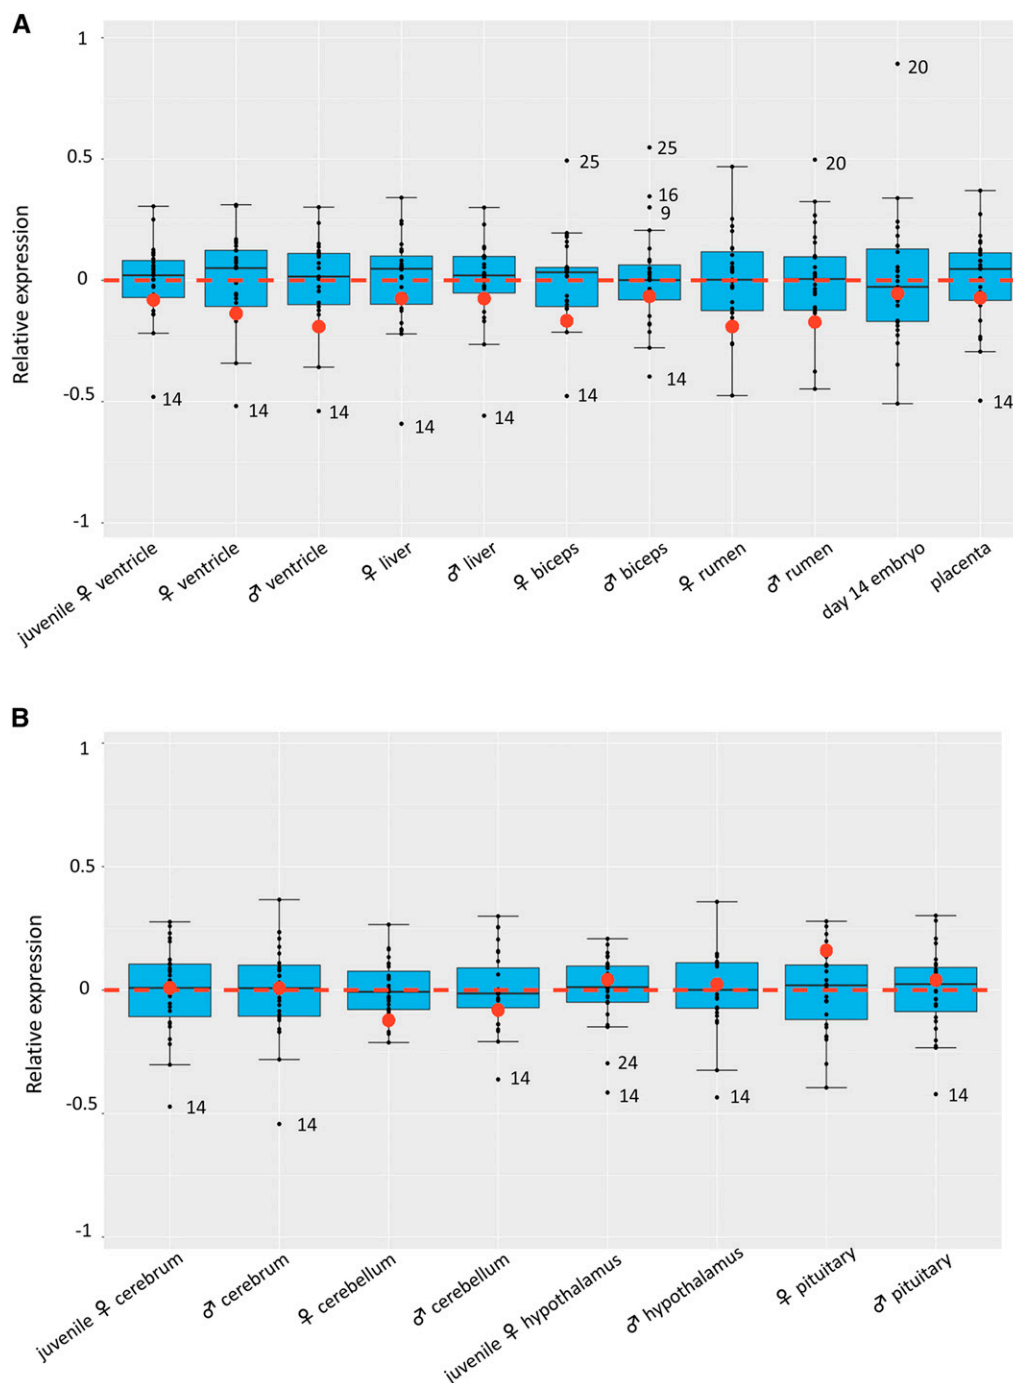 A
1
0.5
0
-0.5
-1
Relative expression
20
25
25
20
16
9
14
14
14
14
14
14
14
14
juvenile ♀ ventricle
♀ ventricle
♂ ventricle
♀ liver
♂ liver
♀ biceps
♂ biceps
♀ rumen
♂ rumen
day 14 embryo
placenta
B
1
0.5
0
-0.5
-1
Relative expression
14
14
14
24
14
14
14
juvenile ♀ cerebrum
♂ cerebrum
♀ cerebellum
♂ cerebellum
juvenile ♀ hypothalamus
♂ hypothalamus
♀ pituitary
♂ pituitary